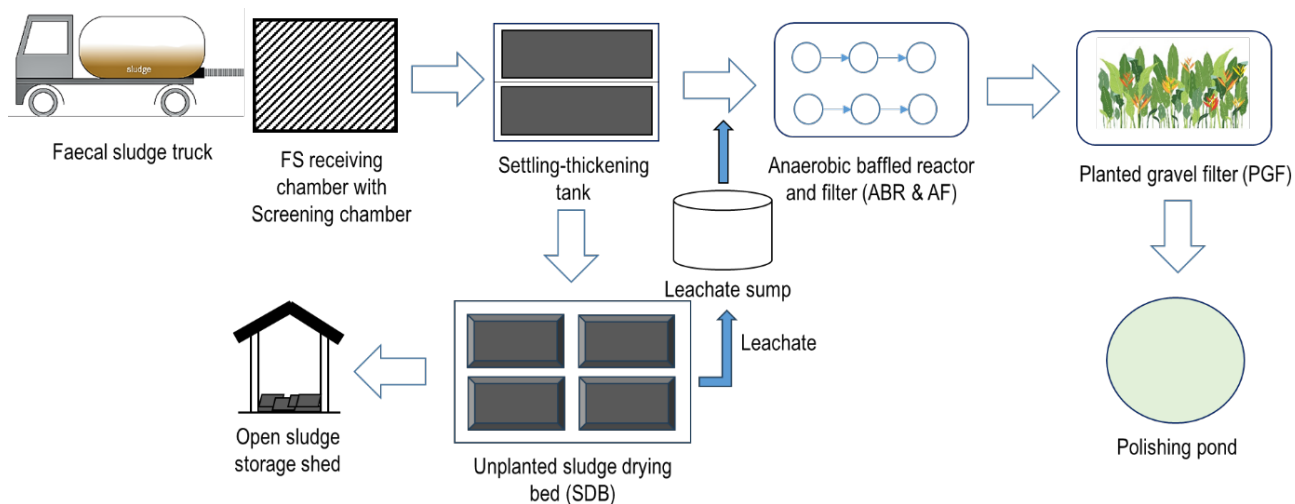 sludge
Faecal sludge truck
FS receiving
chamber with
Screening chamber
Settling-thickening
tank
Anaerobic baffled reactor
and filter (ABR & AF)
Planted gravel filter (PGF)
Leachate sump
Leachate
Open sludge
storage shed
Unplanted sludge drying
bed (SDB)
Polishing pond